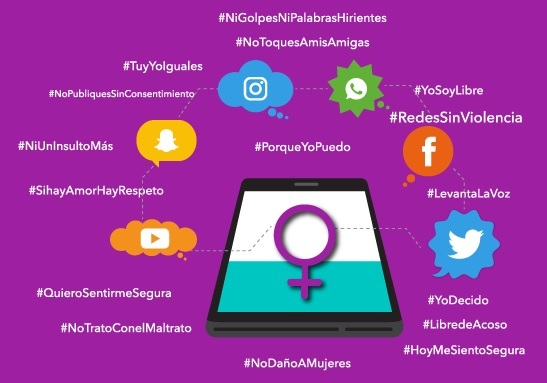 #NiGolpesNiPalabrasHirientes
#NoToquesAmisAmigas
#TuyYoIguales
#NoPubliquesSinConsentimiento
#YoSoyLibre
#RedesSinViolencia
#NiUnInsultoMás
#PorqueYoPuedo
#SihayAmorHayRespeto
#LevantaLaVoz
#QuieroSentirmeSegura
#YoDecido
#NoTratoConelMaltrato
#LibredeAcoso
#HoyMeSientoSegura
#NoDañoAMujeres